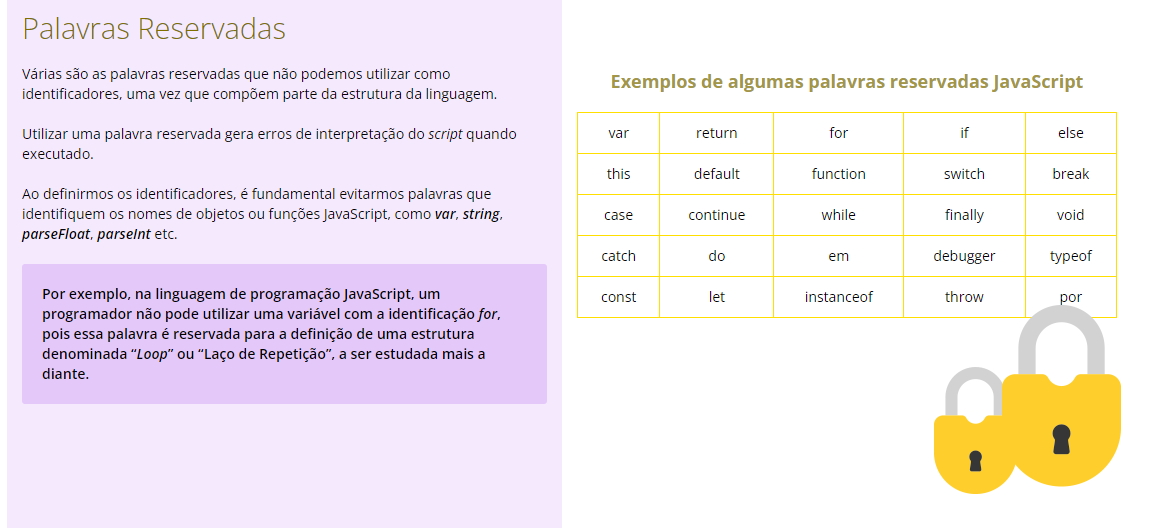 Palavras Reservadas
Várias são as palavras reservadas que não podemos utilizar como
identificadores, uma vez que compõem parte da estrutura da linguagem.
Utilizar uma palavra reservada gera erros de interpretação do script quando
executado.
Ao definirmos os identificadores, é fundamental evitarmos palavras que
identifiquem os nomes de objetos ou funções JavaScript, como var, string,
parseFloat, parseInt etc.
Por exemplo, na linguagem de programação JavaScript, um
programador não pode utilizar uma variável com a identificação for,
pois essa palavra é reservada para a definição de uma estrutura
denominada “Loop” ou “Laço de Repetição”, a ser estudada mais a
diante.
Exemplos de algumas palavras reservadas JavaScript
var return for if else
this default function switch break
case continue while finally void
catch do em debugger typeof
const let instanceof throw por